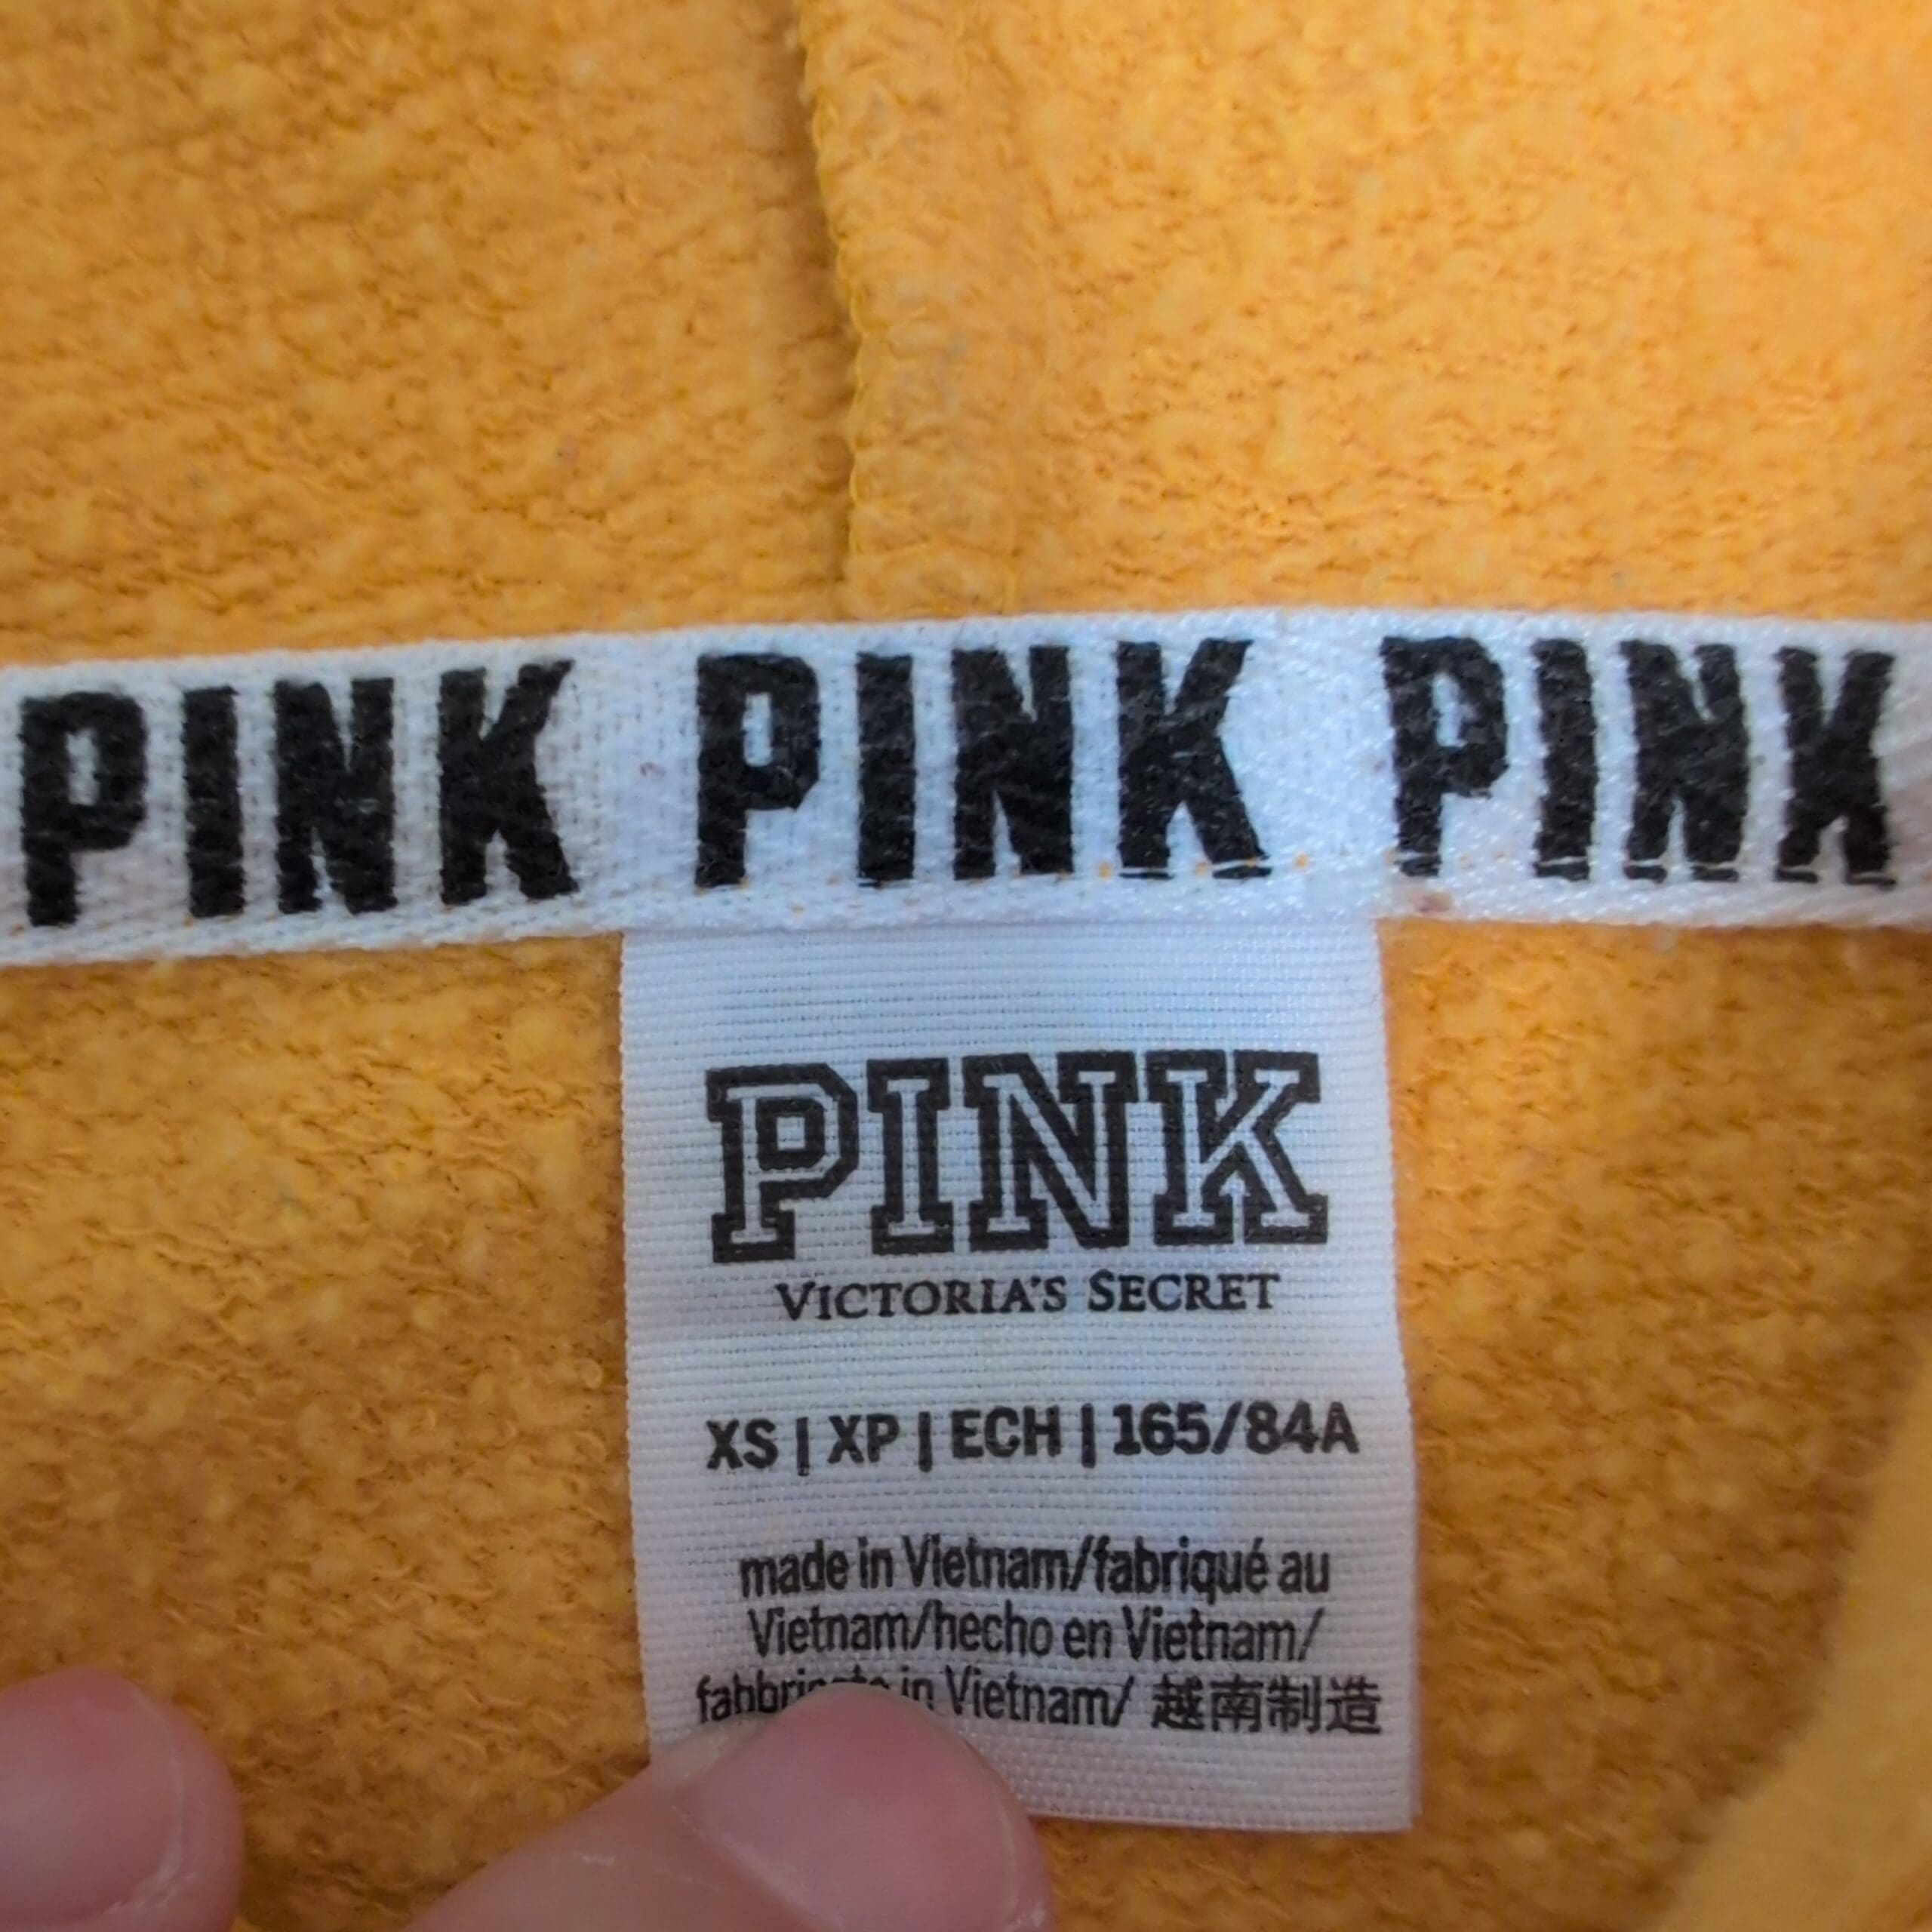 PINK PINK PINK
PINK
VICTORIA'S SECRET
XS | XP | ECH | 165/84A
made in Vietnam/fabriqué au
Vietnam/hecho en Vietnam/
in Vietnam/ 越南制造